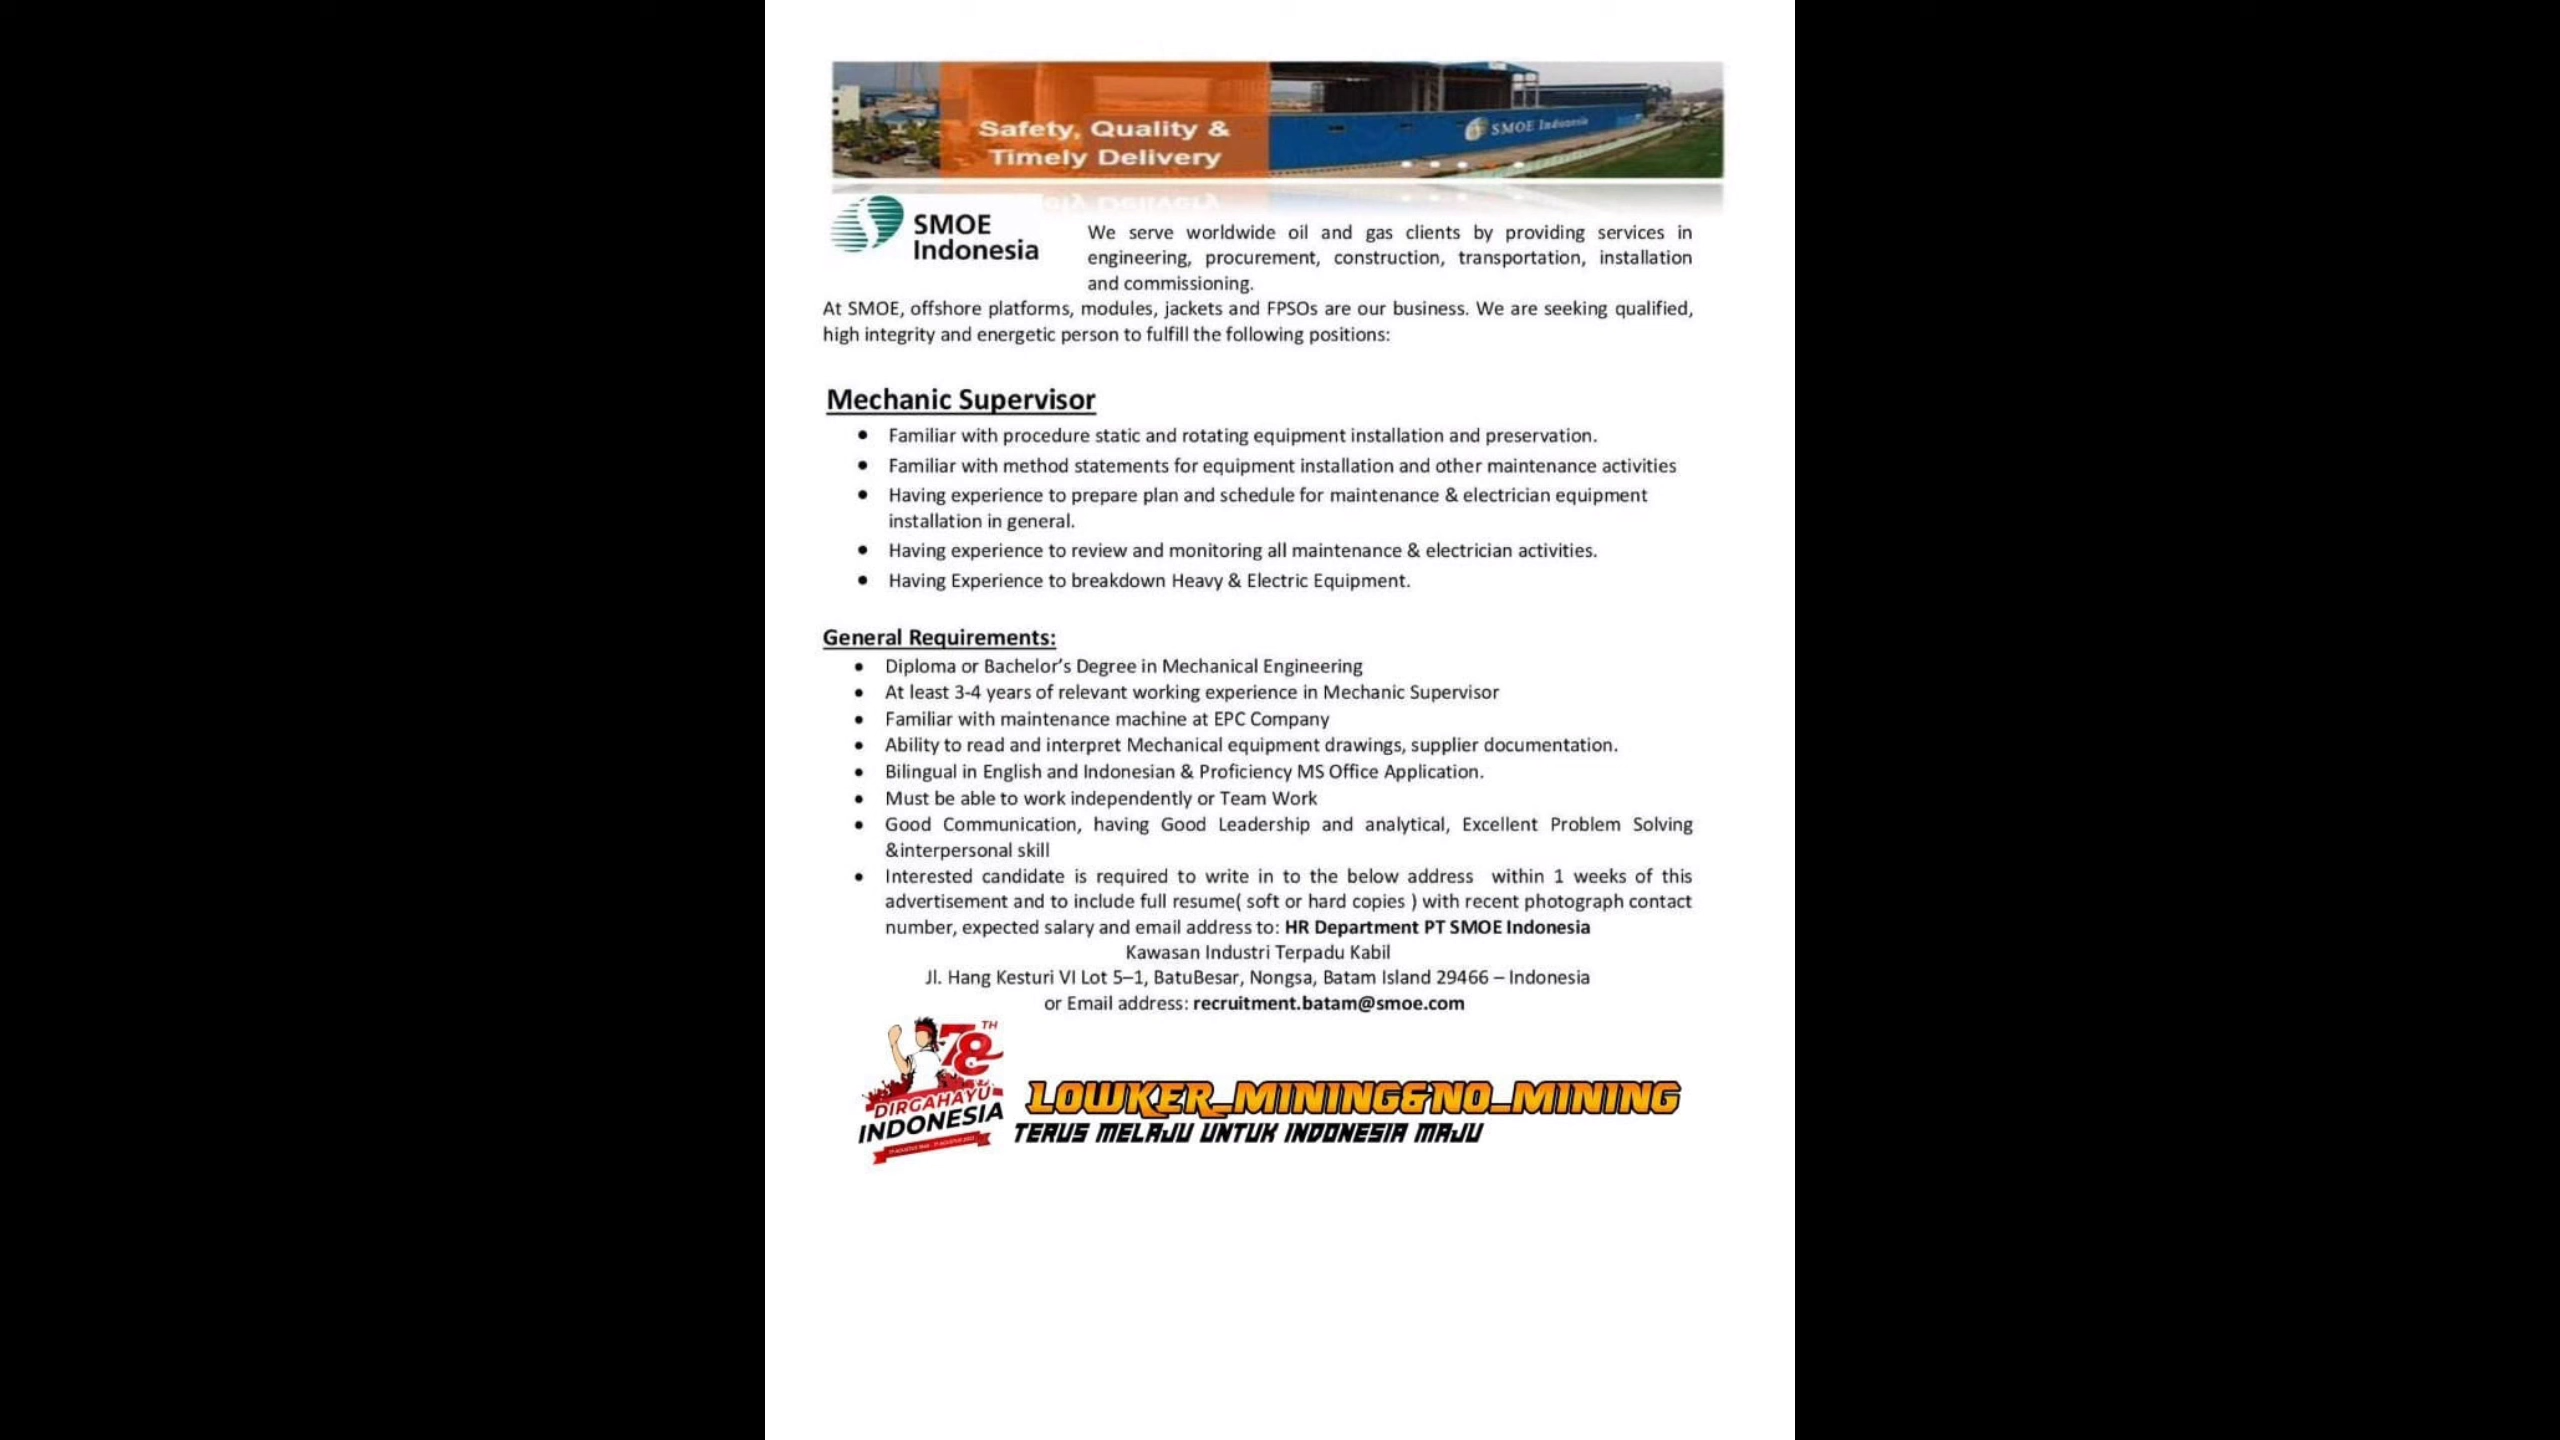 Safety, Quality &
Timely Delivery
SMOE Indonesia
SMOE
Indonesia
We serve worldwide oil and gas clients by providing services in
engineering, procurement, construction, transportation, installation
and commissioning.
At SMOE, offshore platforms, modules, jackets and FPSOs are our business. We are seeking qualified,
high integrity and energetic person to fulfill the following positions:
Mechanic Supervisor
• Familiar with procedure static and rotating equipment installation and preservation.
• Familiar with method statements for equipment installation and other maintenance activities
• Having experience to prepare plan and schedule for maintenance & electrician equipment
installation in general.
• Having experience to review and monitoring all maintenance & electrician activities.
• Having Experience to breakdown Heavy & Electric Equipment.
General Requirements:
• Diploma or Bachelor’s Degree in Mechanical Engineering
• At least 3-4 years of relevant working experience in Mechanic Supervisor
• Familiar with maintenance machine at EPC Company
• Ability to read and interpret Mechanical equipment drawings, supplier documentation.
• Bilingual in English and Indonesian & Proficiency MS Office Application.
• Must be able to work independently or Team Work
• Good Communication, having Good Leadership and analytical, Excellent Problem Solving
&interpersonal skill
• Interested candidate is required to write in to the below address within 1 weeks of this
advertisement and to include full resume( soft or hard copies ) with recent photograph contact
number, expected salary and email address to: HR Department PT SMOE Indonesia
Kawasan Industri Terpadu Kabil
Jl. Hang Kesturi VI Lot 5–1, BatuBesar, Nongsa, Batam Island 29466 – Indonesia
or Email address: recruitment.batam@smoe.com
78 TH
DIRGAHAYU
INDONESIA
LOWKER_MINING&NO_MINING
TERUS MELAJU UNTUK INDONESIA MAJU